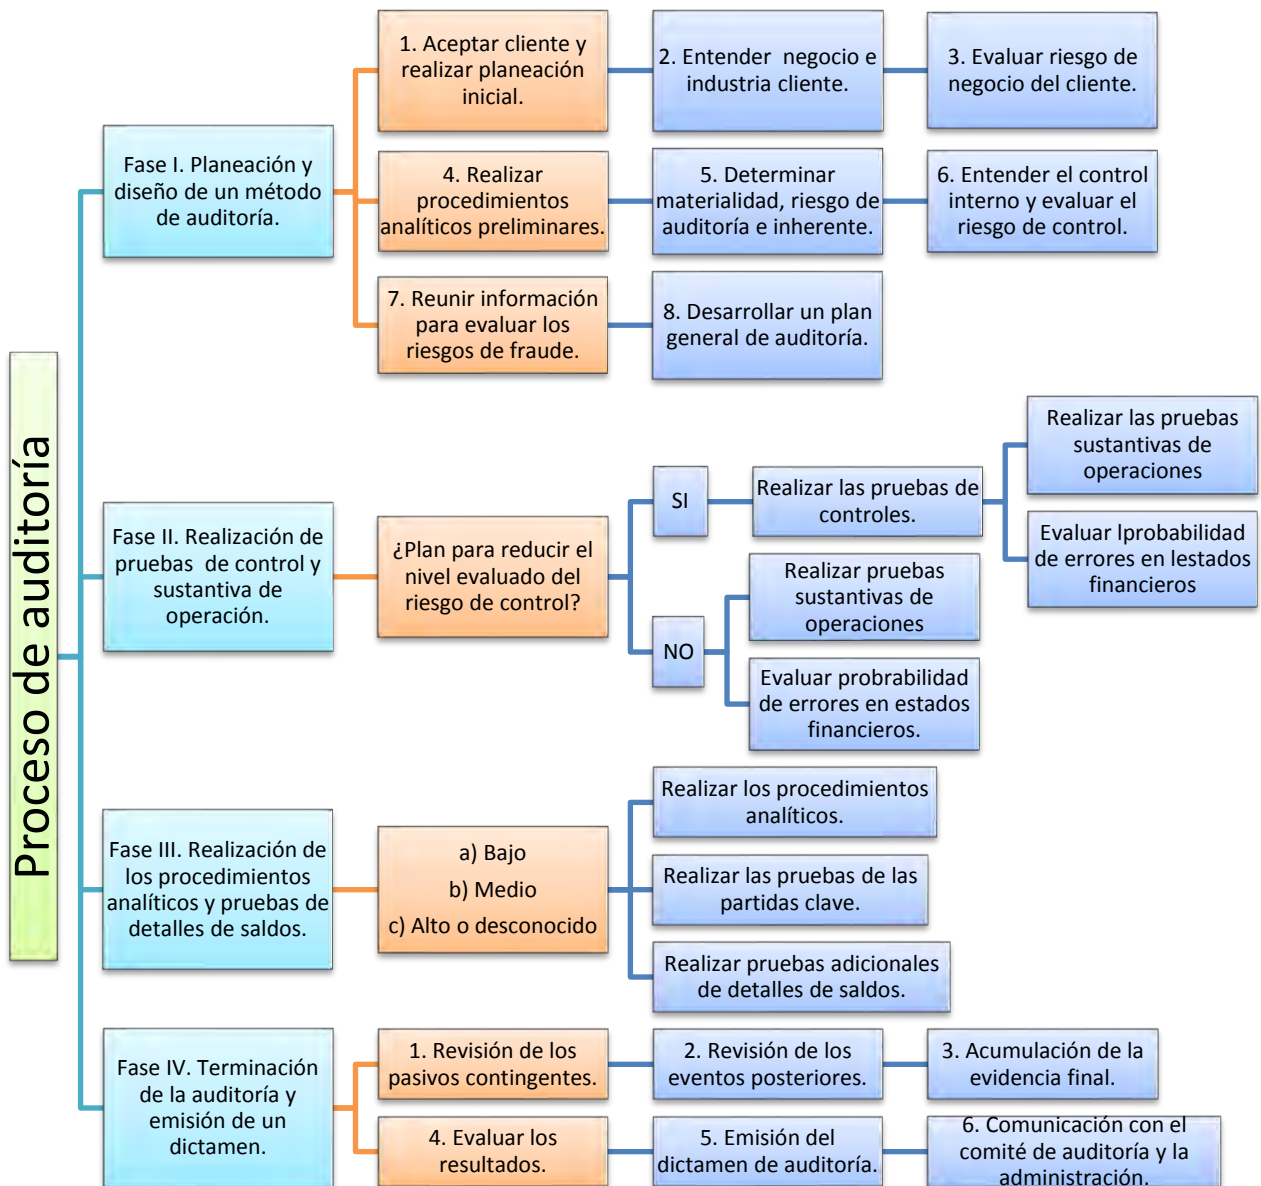 Proceso de auditoría
Fase I. Planeación y
diseño de un método
de auditoría.
1. Aceptar cliente y
realizar planeación
inicial.
2. Entender negocio e
industria cliente.
3. Evaluar riesgo de
negocio del cliente.
4. Realizar
procedimientos
analíticos preliminares.
5. Determinar
materialidad, riesgo de
auditoría e inherente.
6. Entender el control
interno y evaluar el
riesgo de control.
7. Reunir información
para evaluar los
riesgos de fraude.
8. Desarrollar un plan
general de auditoría.
Fase II. Realización de
pruebas de control y
sustantiva de
operación.
¿Plan para reducir el
nivel evaluado del
riesgo de control?
SI
Realizar las pruebas de
controles.
Realizar las pruebas
sustantivas de
operaciones
Evaluar lprobabilidad
de errores en lestados
financieros
NO
Realizar pruebas
sustantivas de
operaciones
Evaluar probrabilidad
de errores en estados
financieros.
Fase III. Realización de
los procedimientos
analíticos y pruebas de
detalles de saldos.
a) Bajo
b) Medio
c) Alto o desconocido
Realizar los procedimientos
analíticos.
Realizar las pruebas de las
partidas clave.
Realizar pruebas adicionales
de detalles de saldos.
Fase IV. Terminación
de la auditoría y
emisión de un
dictamen.
1. Revisión de los
pasivos contingentes.
2. Revisión de los
eventos posteriores.
3. Acumulación de la
evidencia final.
4. Evaluar los
resultados.
5. Emisión del
dictamen de auditoría.
6. Comunicación con el
comité de auditoría y la
administración.